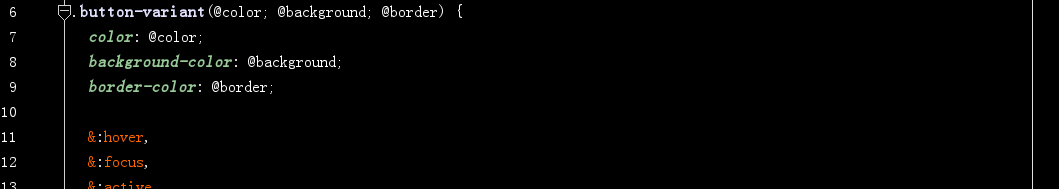 6 .button-variant(@color; @background; @border) {
7 color: @color;
8 background-color: @background;
9 border-color: @border;
10
11 &:hover,
12 &:focus,
13 &:active